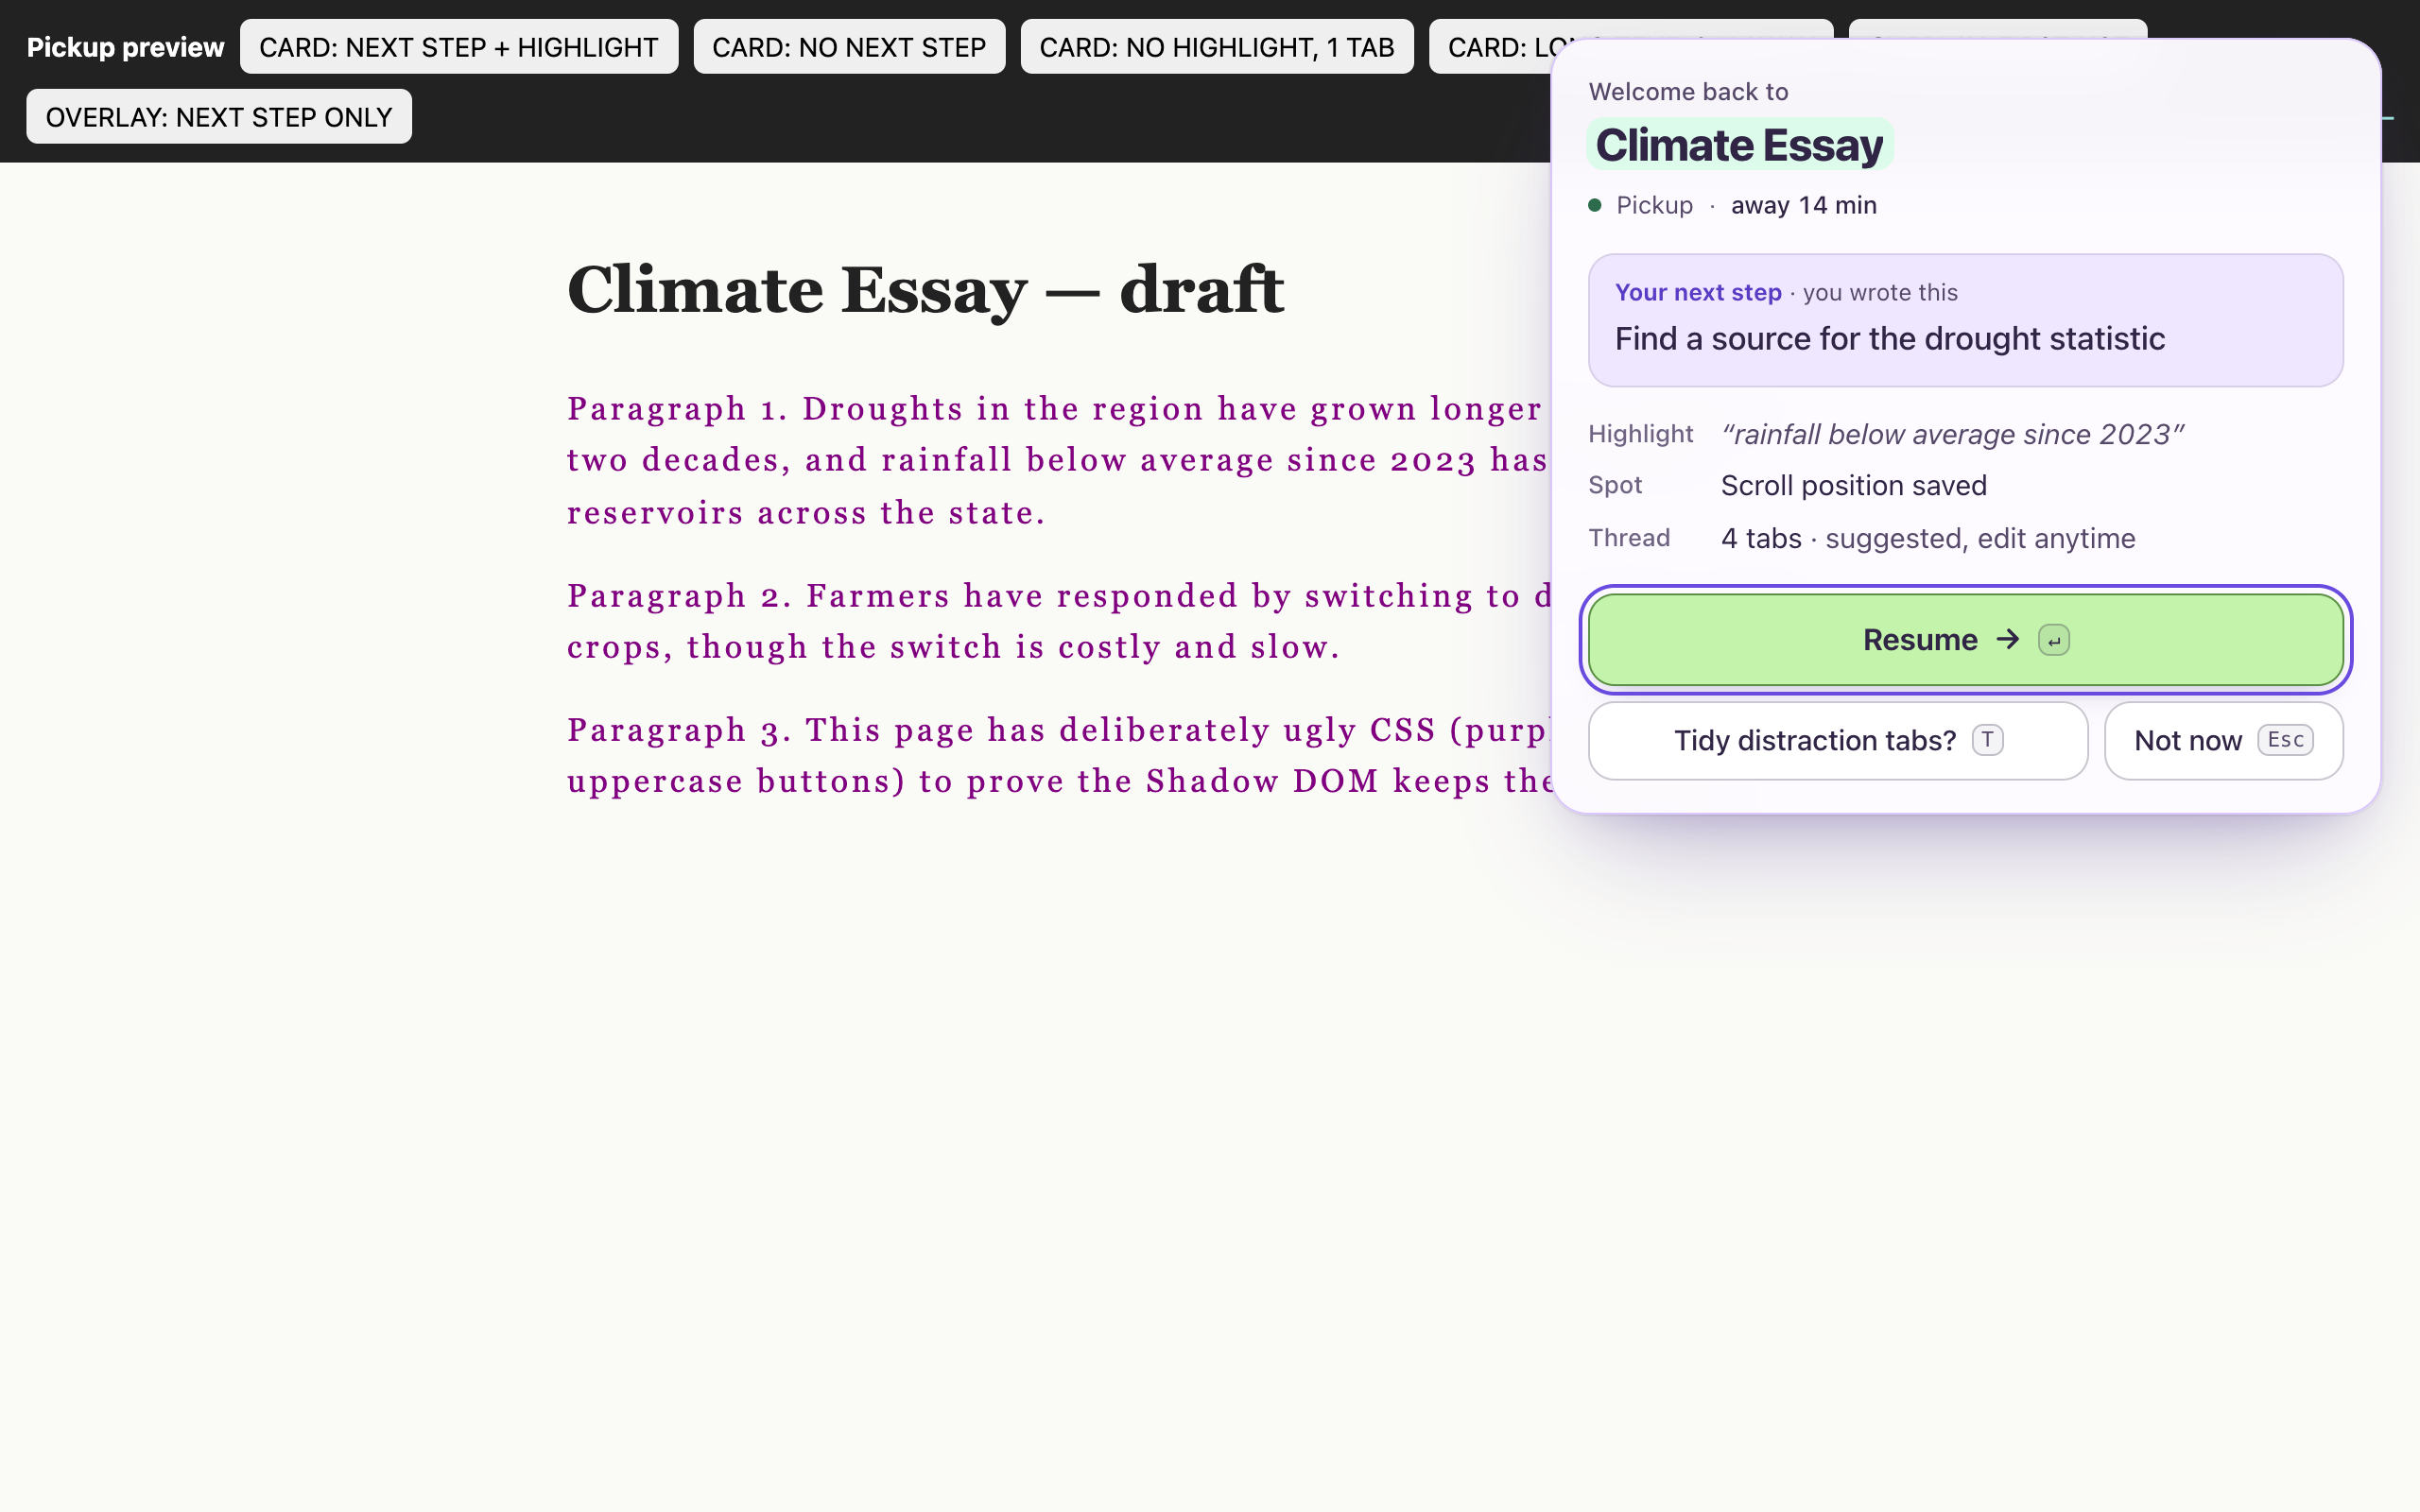 Pickup preview
CARD: NEXT STEP + HIGHLIGHT
CARD: NO NEXT STEP
CARD: NO HIGHLIGHT, 1 TAB
CARD:
OVERLAY: NEXT STEP ONLY
Climate Essay — draft
Paragraph 1. Droughts in the region have grown longer
two decades, and rainfall below average since 2023 has
reservoirs across the state.
Paragraph 2. Farmers have responded by switching to
crops, though the switch is costly and slow.
Paragraph 3. This page has deliberately ugly CSS
uppercase buttons) to prove the Shadow DOM keeps
Welcome back to
Climate Essay
Pickup · away 14 min
Your next step · you wrote this
Find a source for the drought statistic
Highlight “rainfall below average since 2023”
Spot Scroll position saved
Thread 4 tabs · suggested, edit anytime
Resume → ↵
Tidy distraction tabs? T
Not now Esc